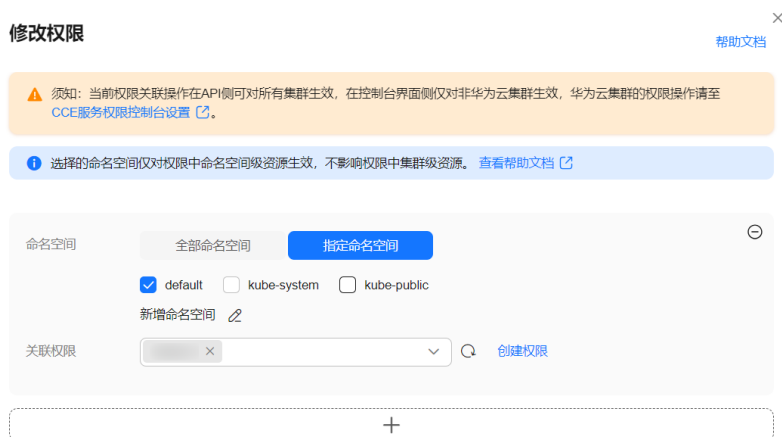 修改权限
帮助文档
须知：当前权限关联操作在API侧可对所有集群生效，在控制台界面侧仅对非华为云集群生效，华为云集群的权限操作请至
CCE服务权限控制台设置。
选择的命名空间仅对权限中命名空间级资源生效，不影响权限中集群级资源。 查看帮助文档
命名空间 全部命名空间 指定命名空间
default kube-system kube-public
新增命名空间
关联权限 创建权限